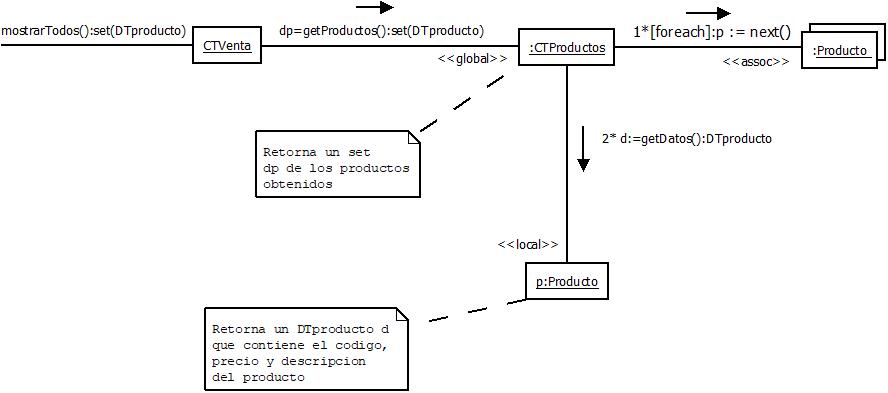 mostrarTodos():set(DTproducto)
CTVenta
dp=getProductos():set(DTproducto)
<<global>>
:CTProductos
1*[foreach]:p := next()
<<assoc>>
:Producto
Retorna un set
dp de los productos
obtenidos
2* d:=getDatos():DTproducto
<<local>>
p:Producto
Retorna un DTproducto d
que contiene el codigo,
precio y descripcion
del producto